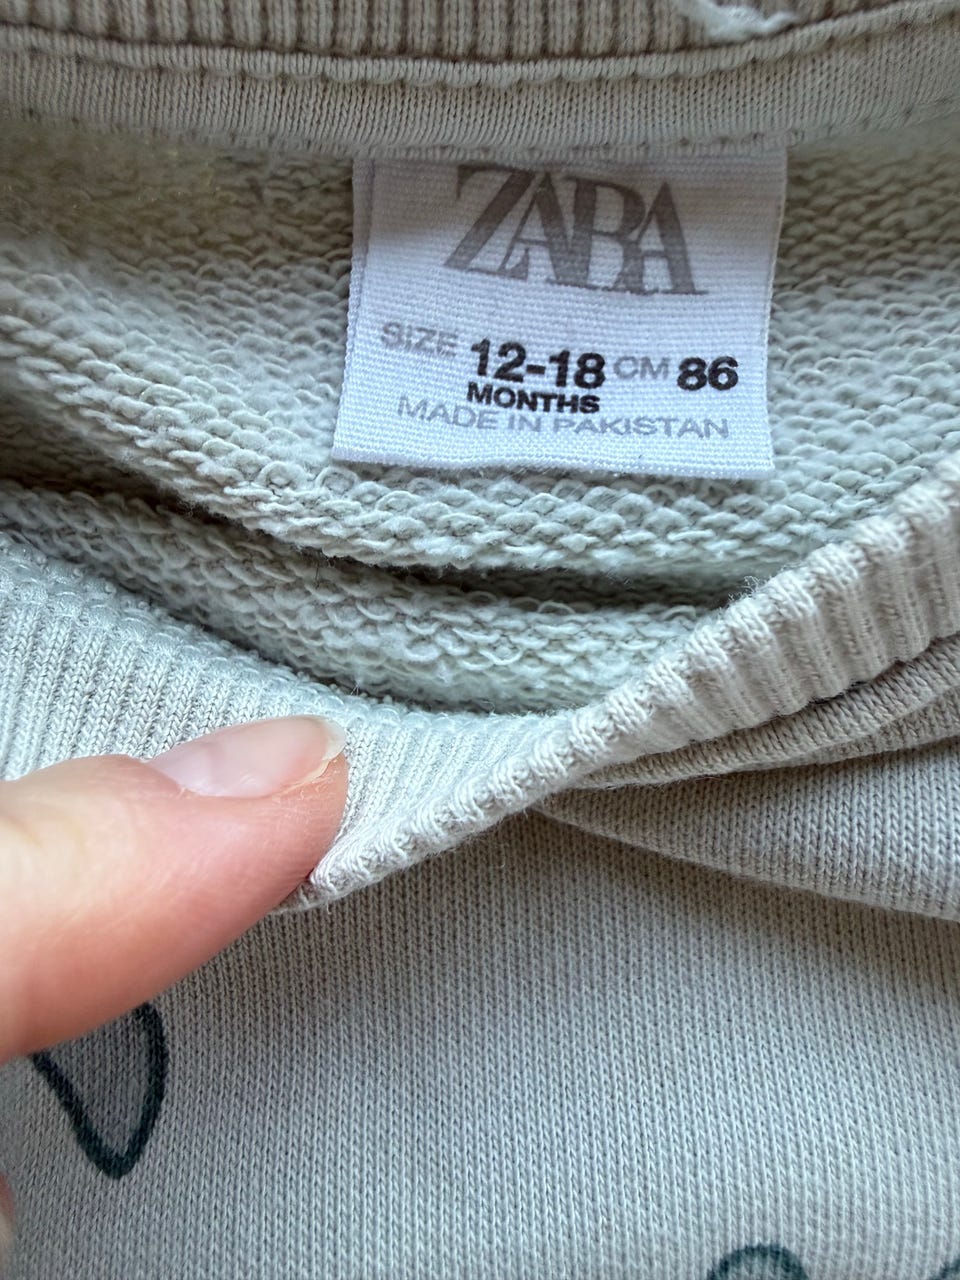 ZARA
SIZE 12-18 CM 86
MONTHS
MADE IN PAKISTAN